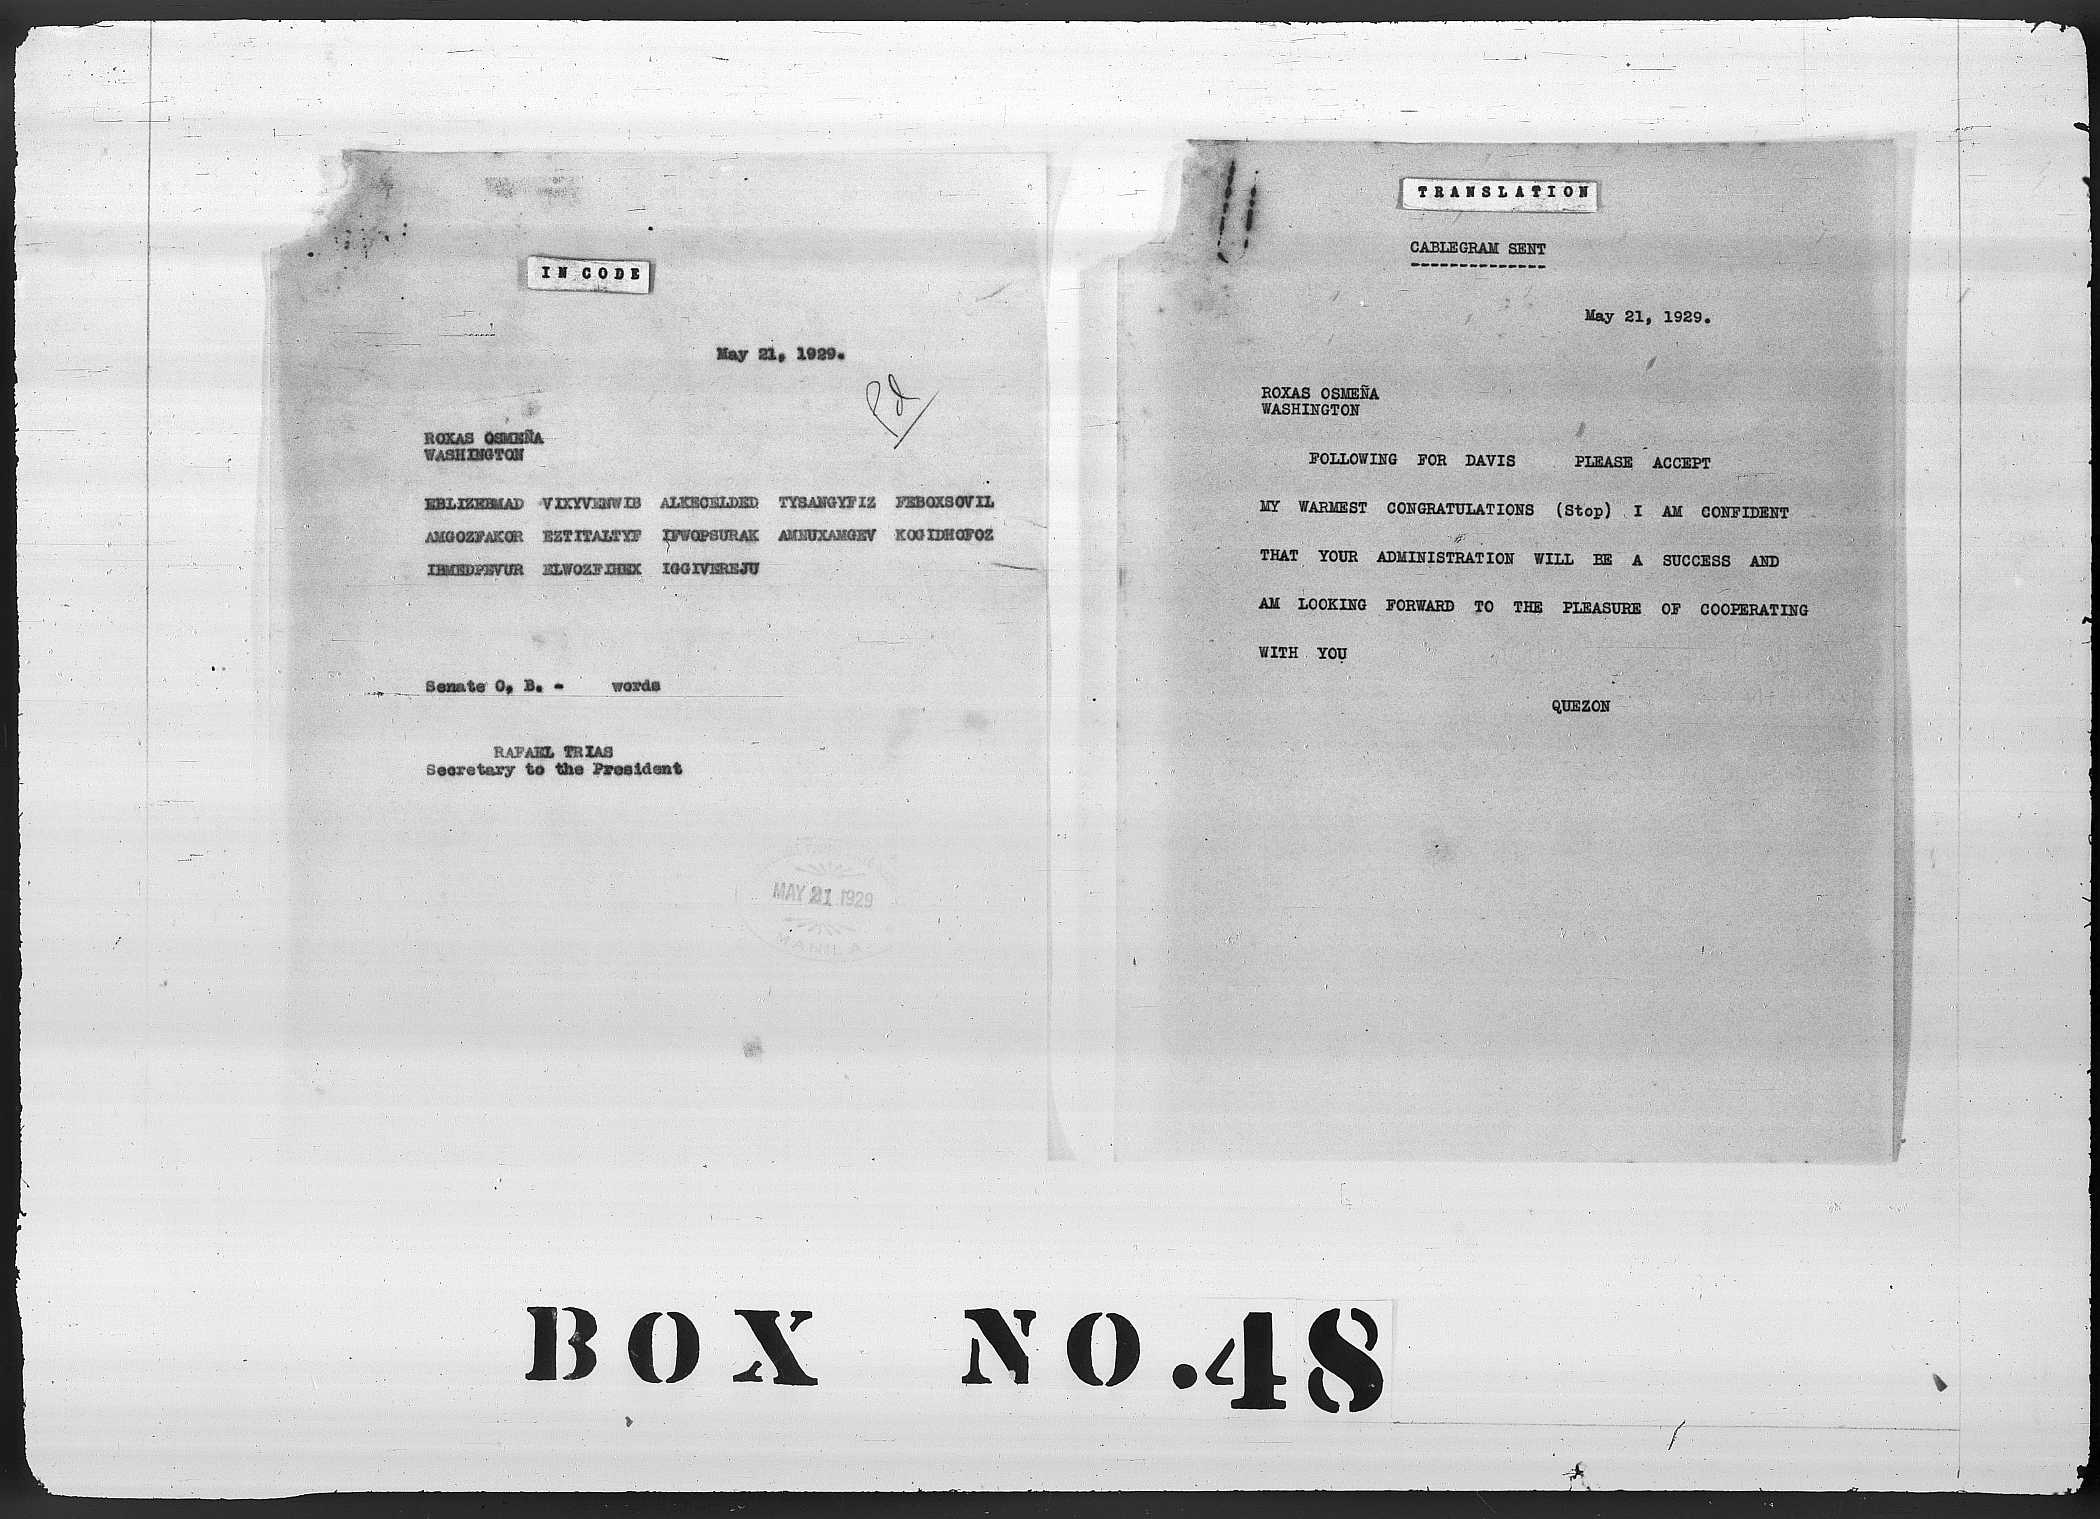 IN CODE
May 21, 1929.
Pd
ROXAS OSMEÑA
WASHINGTON
EBLIZEBMAD VIXYVENWIB ALKECELDED TYSANGYFIZ FEBOXSOVIL
AMGOZFAKOR EZTITALTYF IFWOPSURAK AMNUXAMGEV KOGIDHOFOZ
IBMEDPEVUR ELWOZFIHEX IGGIVEREJU
Senate O. B. - words
RAFAEL TRIAS
Secretary to the President
MAY 21 1929
MANILA
TRANSLATION
CABLEGRAM SENT
May 21, 1929.
ROXAS OSMEÑA
WASHINGTON
FOLLOWING FOR DAVIS PLEASE ACCEPT
MY WARMEST CONGRATULATIONS (Stop) I AM CONFIDENT
THAT YOUR ADMINISTRATION WILL BE A SUCCESS AND
AM LOOKING FORWARD TO THE PLEASURE OF COOPERATING
WITH YOU
QUEZON
BOX NO.48